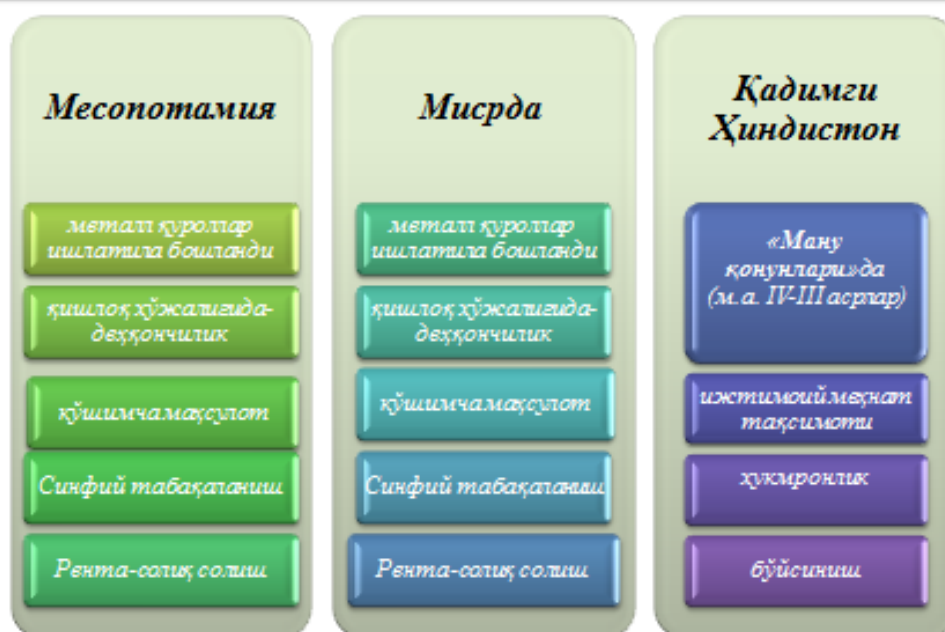 Месопотамия
металл қуроллар
ишлатила бошланди
қишлоқ хўжалигида-
деҳқончилик
қўшимча маҳсулот
Синфий табақаланиш
Рента-солиқ солиш
Мисрда
металл қуроллар
ишлатила бошланди
қишлоқ хўжалигида-
деҳқончилик
қўшимча маҳсулот
Синфий табақаланиш
Рента-солиқ солиш
Қадимги
Ҳиндистон
«Ману
қонунлари»да
(м.а. IV-III асрлар)
ижтимоий меҳнат
тақсимоти
ҳукмронлик
бўйсиниш